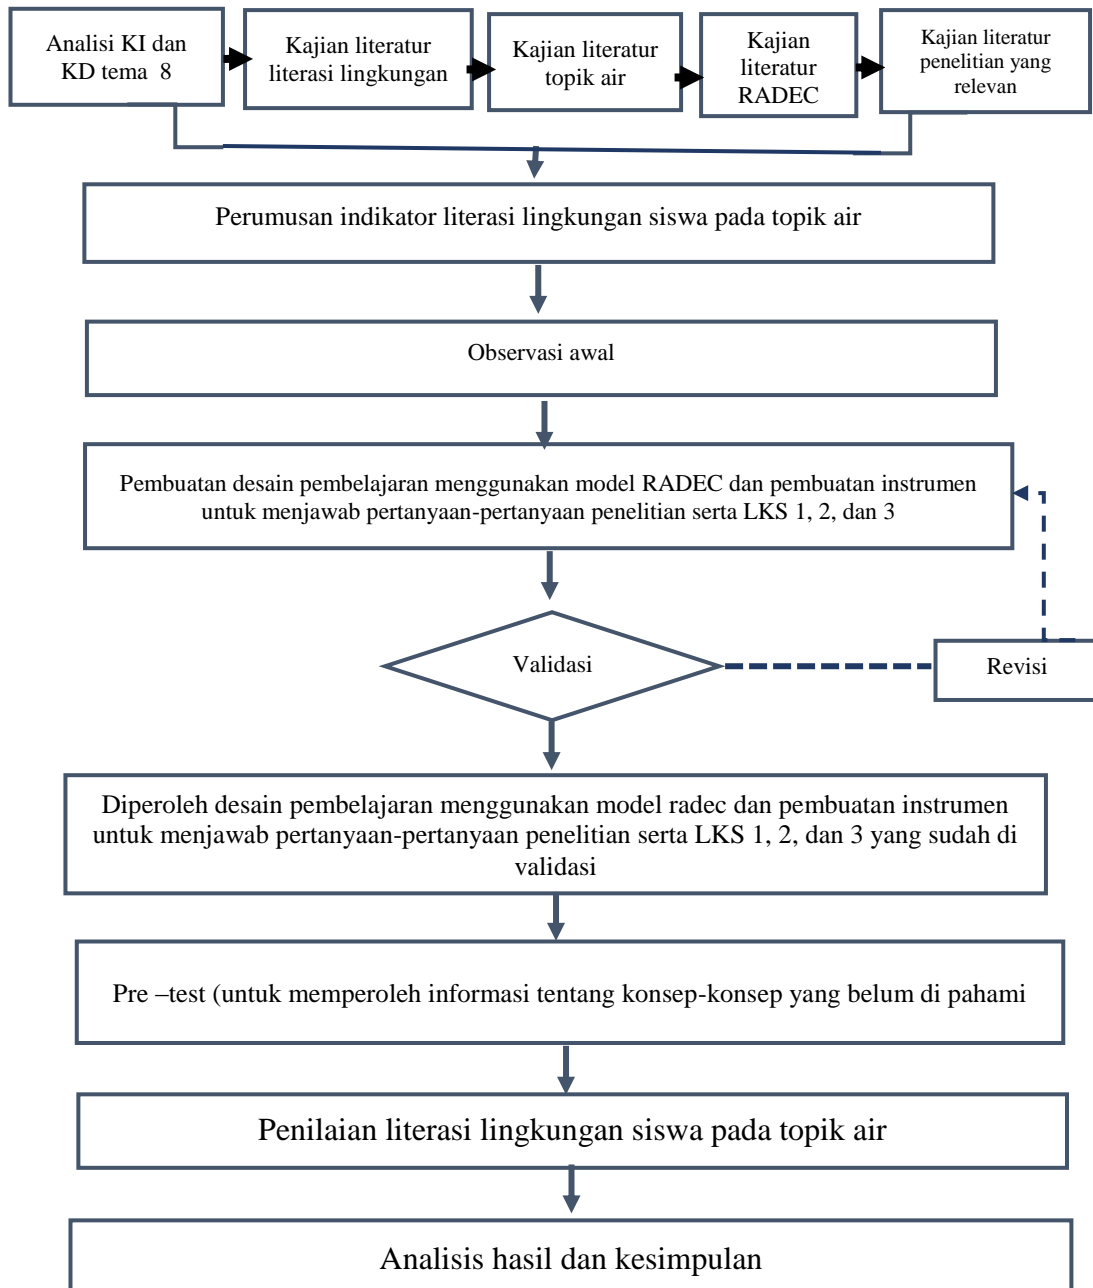 Analisi KI dan
KD tema 8
Kajian literatur
literasi lingkungan
Kajian literatur
topik air
Kajian
literatur
RADEC
Kajian literatur
penelitian yang
relevan
Perumusan indikator literasi lingkungan siswa pada topik air
Observasi awal
Pembuatan desain pembelajaran menggunakan model RADEC dan pembuatan instrumen
untuk menjawab pertanyaan-pertanyaan penelitian serta LKS 1, 2, dan 3
Validasi
Revisi
Diperoleh desain pembelajaran menggunakan model radec dan pembuatan instrumen
untuk menjawab pertanyaan-pertanyaan penelitian serta LKS 1, 2, dan 3 yang sudah di
validasi
Pre –test (untuk memperoleh informasi tentang konsep-konsep yang belum di pahami
Penilaian literasi lingkungan siswa pada topik air
Analisis hasil dan kesimpulan